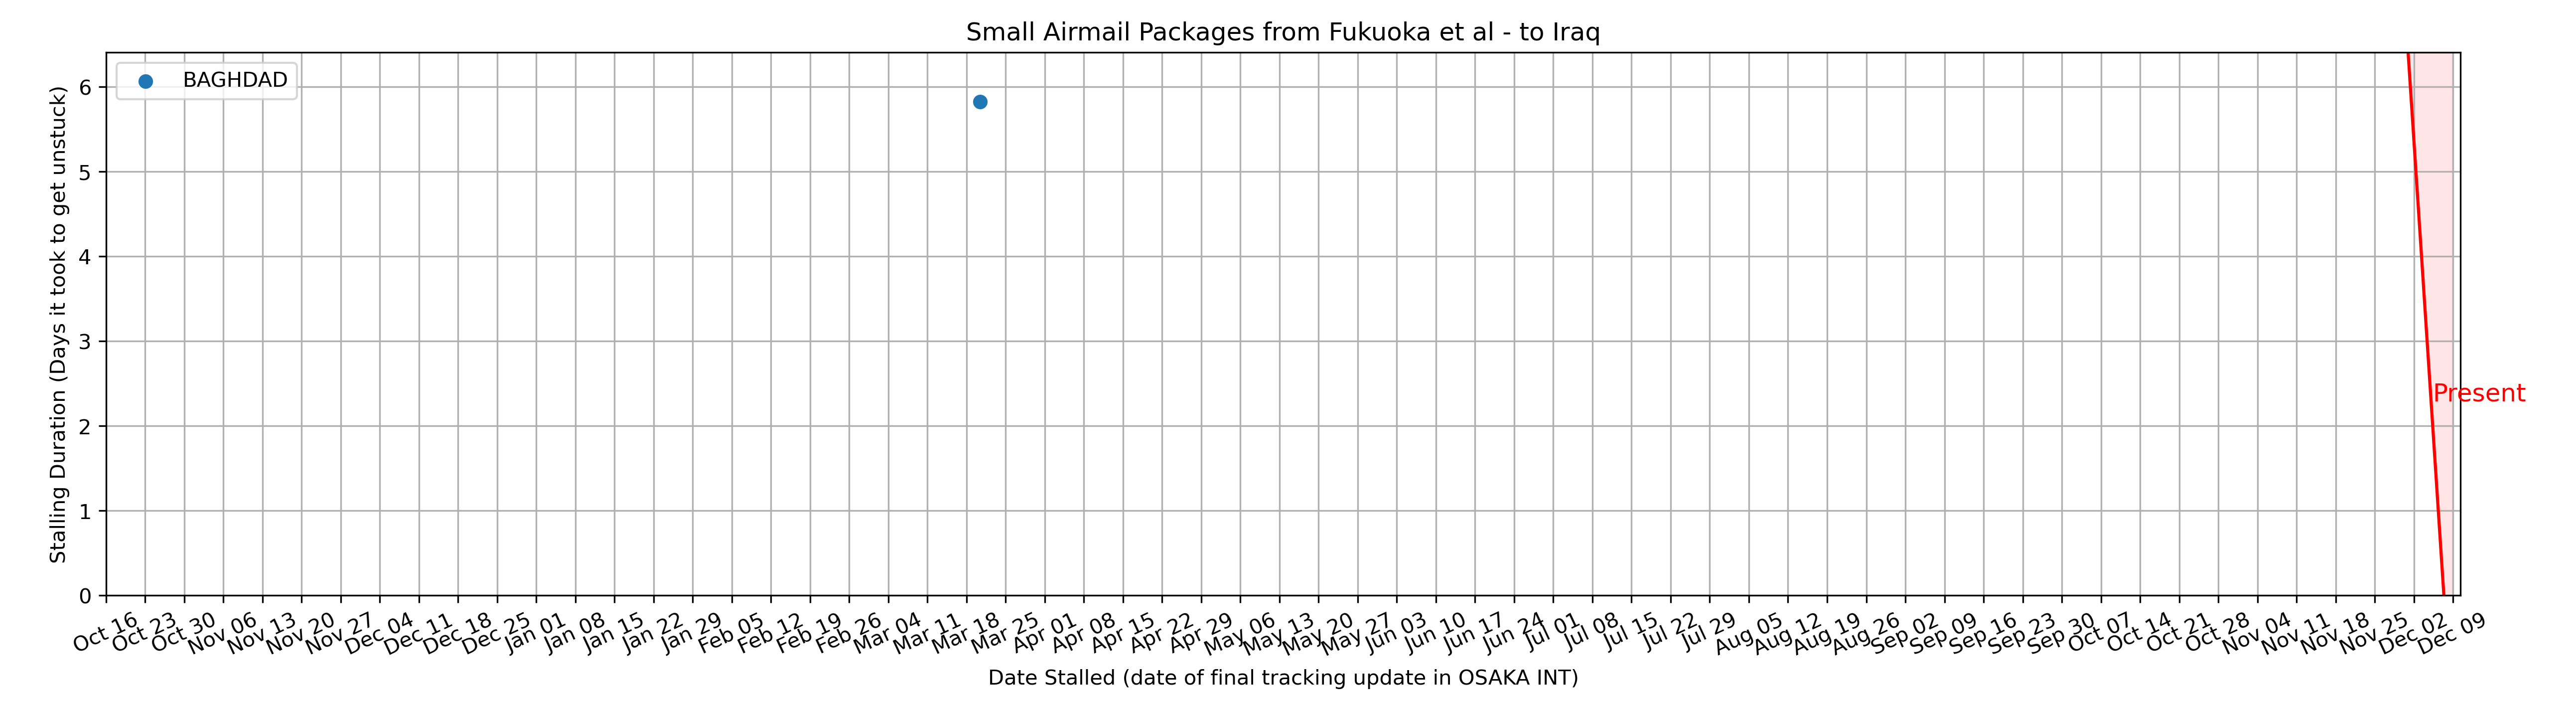 Small Airmail Packages from Fukuoka et al - to Iraq
BAGHDAD
Stalling Duration (Days it took to get unstuck)
6
5
4
3
2
1
0
Present
Oct 16 Oct 23 Oct 30 Nov 06 Nov 13 Nov 20 Nov 27 Dec 04 Dec 11 Dec 18 Dec 25 Jan 01 Jan 08 Jan 15 Jan 22 Jan 29 Feb 05 Feb 12 Feb 19 Feb 26 Mar 04 Mar 11 Mar 18 Mar 25 Apr 01 Apr 08 Apr 15 Apr 22 Apr 29 May 06 May 13 May 20 May 27 Jun 03 Jun 10 Jun 17 Jun 24 Jul 01 Jul 08 Jul 15 Jul 22 Jul 29 Aug 05 Aug 12 Aug 19 Aug 26 Sep 02 Sep 09 Sep 16 Sep 23 Sep 30 Oct 07 Oct 14 Oct 21 Oct 28 Nov 04 Nov 11 Nov 18 Nov 25 Dec 02 Dec 09
Date Stalled (date of final tracking update in OSAKA INT)